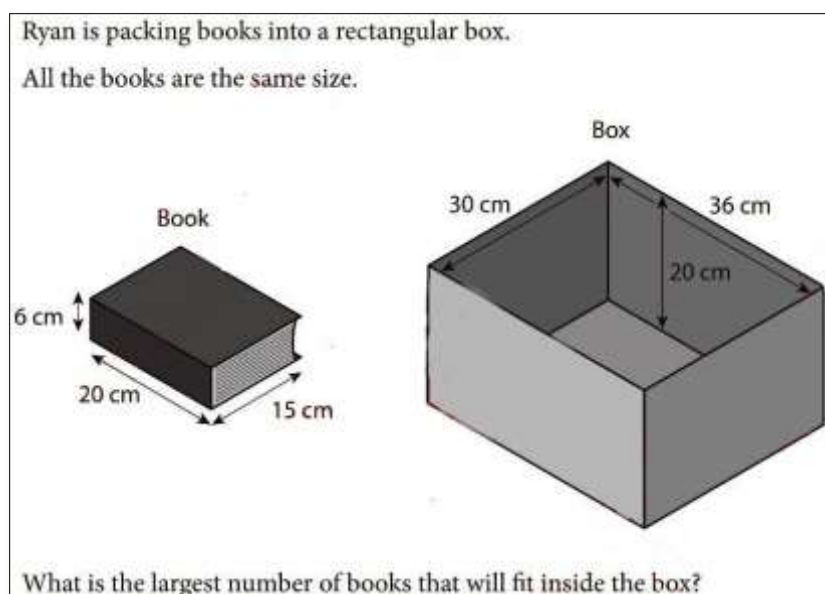 Ryan is packing books into a rectangular box.
All the books are the same size.
Box
30 cm
36 cm
Book
20 cm
6 cm
20 cm
15 cm
What is the largest number of books that will fit inside the box?